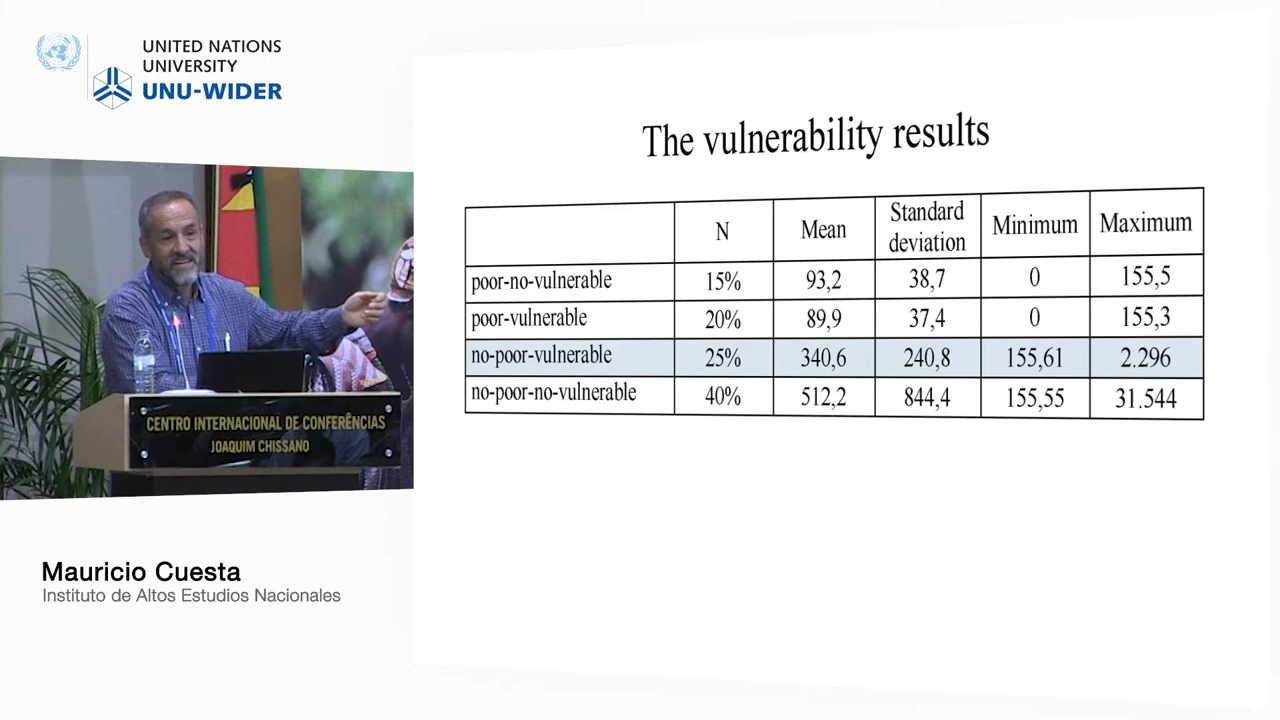 UNITED NATIONS
UNIVERSITY
UNU-WIDER
The vulnerability results
N Mean Standard deviation Minimum Maximum
poor-no-vulnerable 15% 93,2 38,7 0 155,5
poor-vulnerable 20% 89,9 37,4 0 155,3
no-poor-vulnerable 25% 340,6 240,8 155,61 2.296
no-poor-no-vulnerable 40% 512,2 844,4 155,55 31.544
CENTRO INTERNACIONAL DE CONFERÊNCIAS
JOAQUIM CHISSANO
Mauricio Cuesta
Instituto de Altos Estudios Nacionales